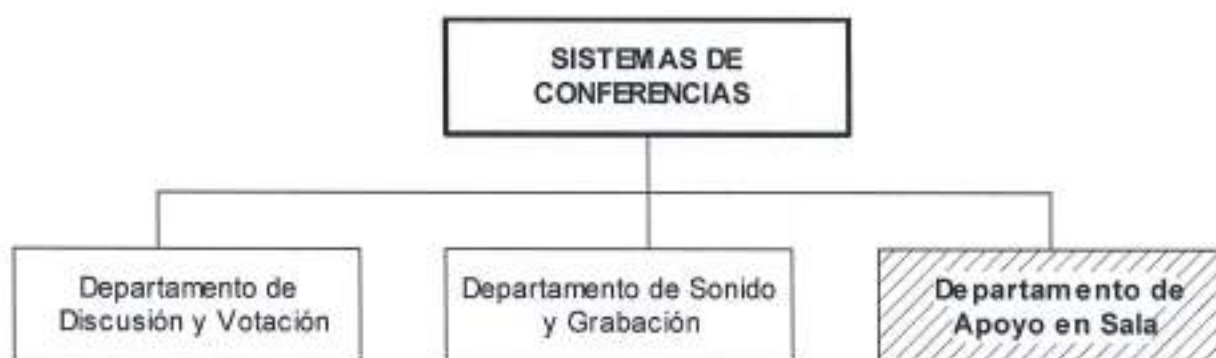 SISTEMAS DE
CONFERENCIAS
Departamento de
Discusión y Votación
Departamento de Sonido
y Grabación
Departamento de
Apoyo en Sala